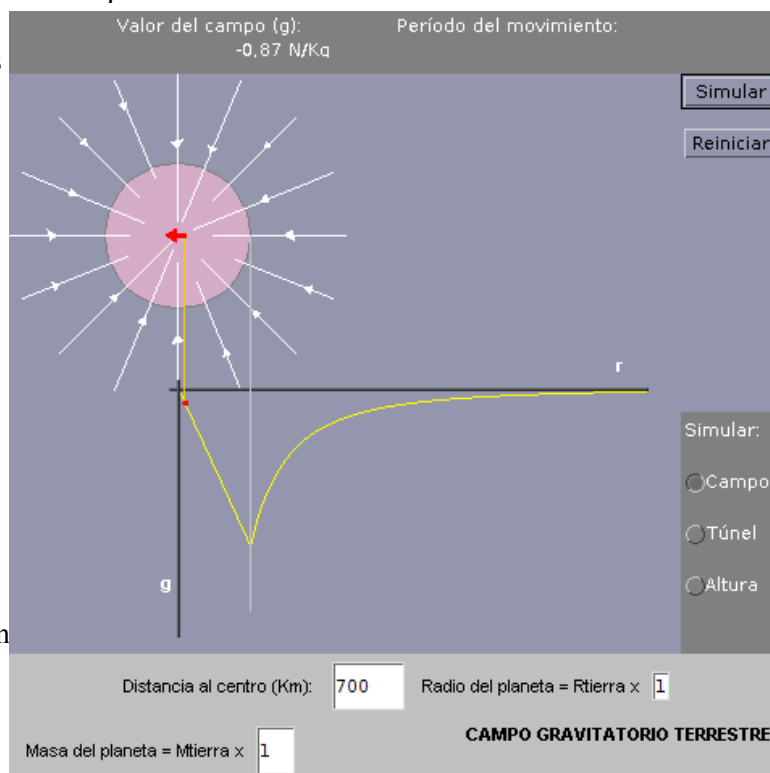 Valor del campo (g): Período del movimiento:
-0,87 N/Kg
Simular
Reiniciar
r
g
Simular:
Campo
Túnel
Altura
Distancia al centro (Km): 700 Radio del planeta = Rtierra x 1
Masa del planeta = Mtierra x 1
CAMPO GRAVITATORIO TERRESTRE